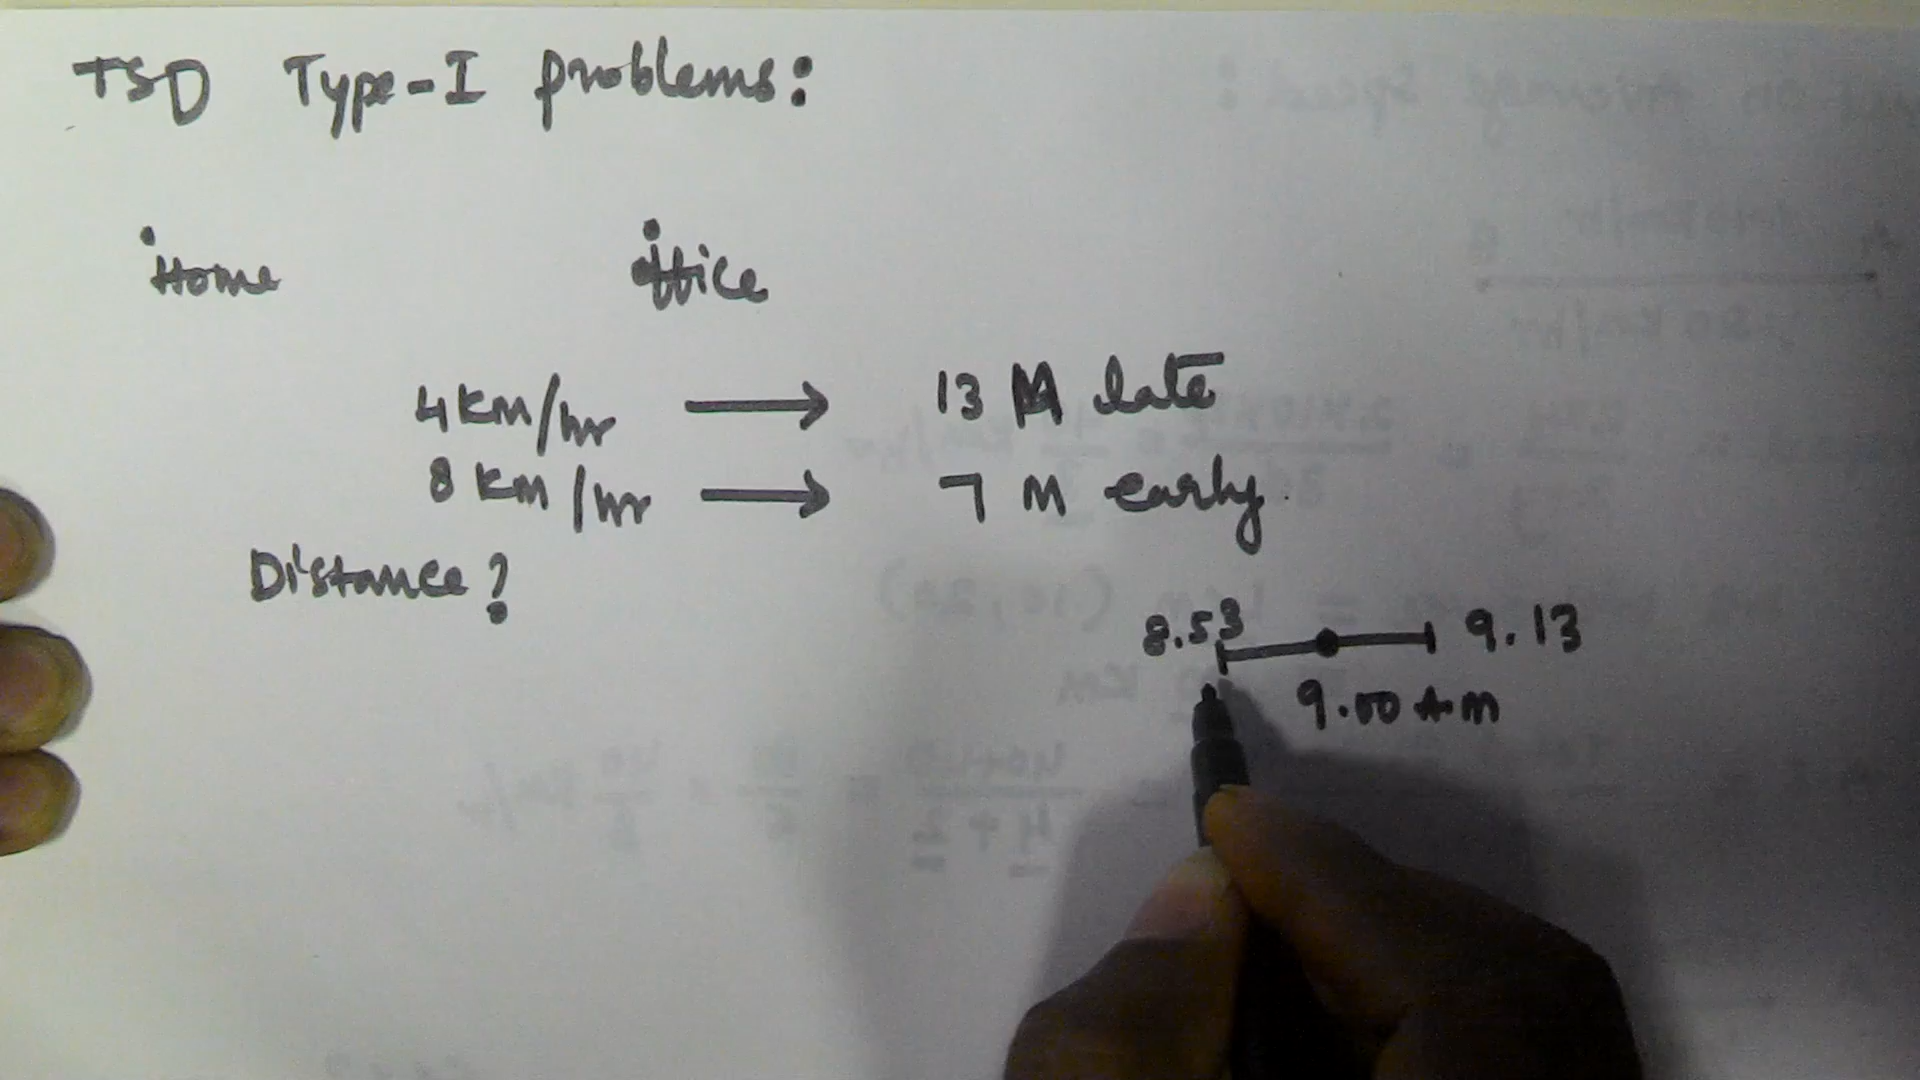 TSD Type-I problems:
Home Office
4 Km/hr → 13 M late
8 Km/hr → 7 M early.
Distance?
8.53 9.13
9.00 A.M